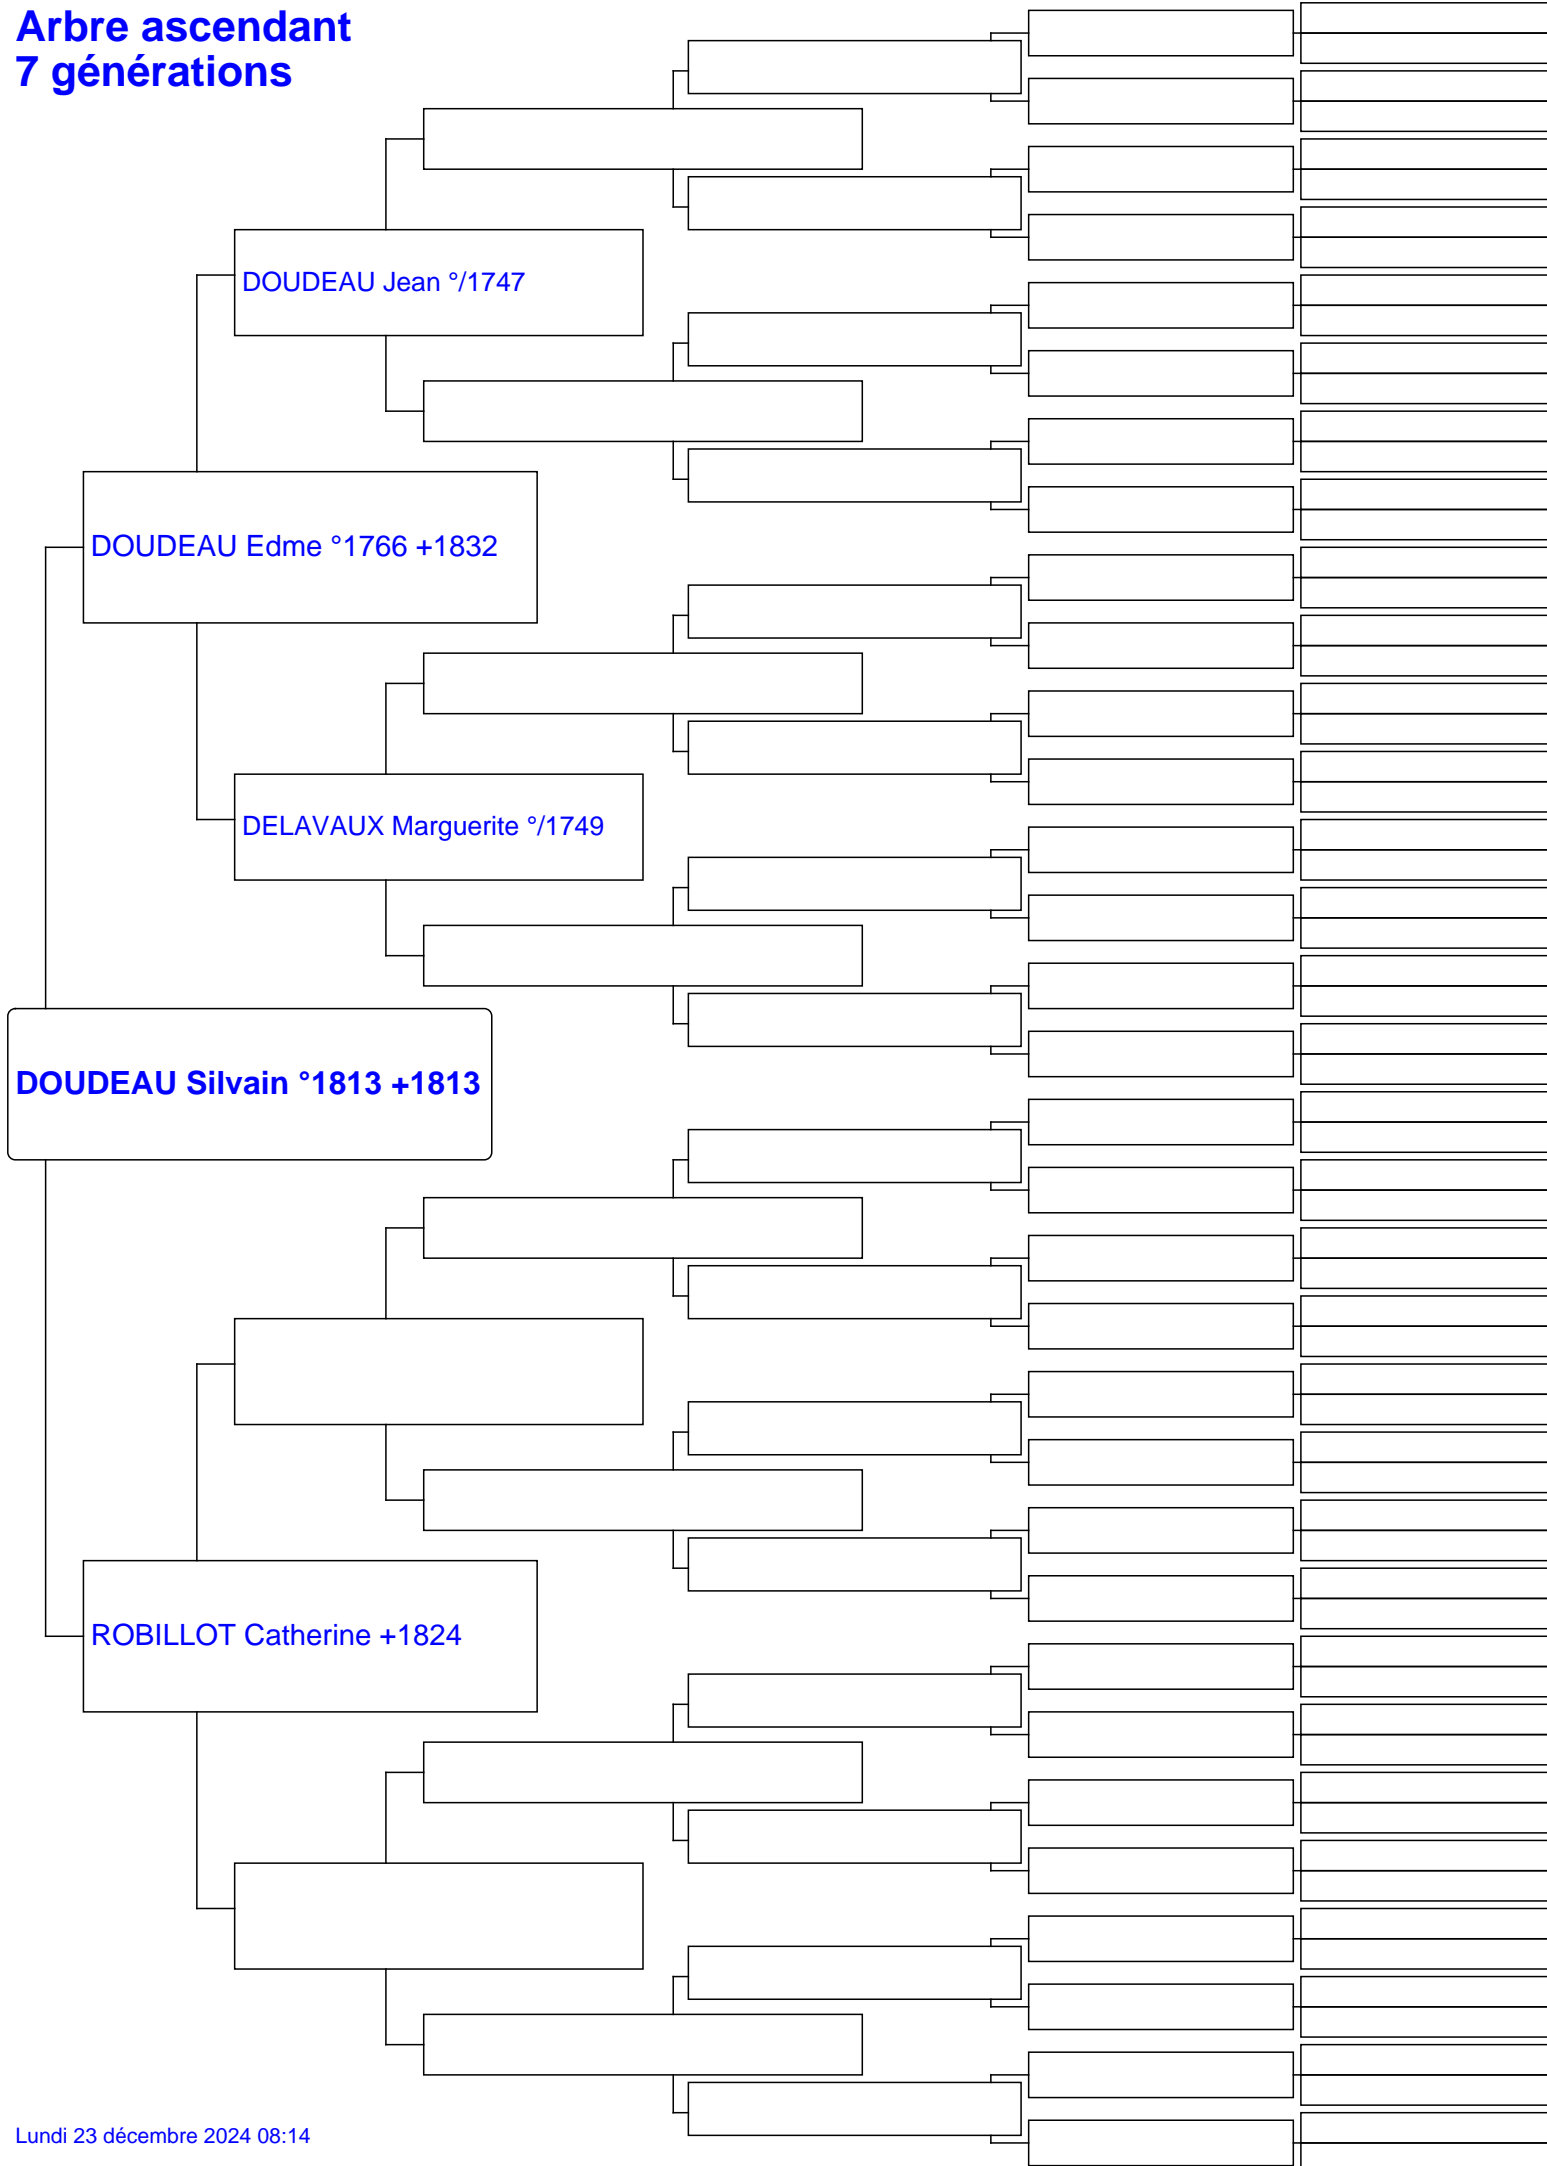 Arbre ascendant
7 générations
DOUDEAU Jean °/1747
DOUDEAU Edme °1766 +1832
DELAVAUX Marguerite °/1749
DOUDEAU Silvain °1813 +1813
ROBILLOT Catherine +1824
Lundi 23 décembre 2024 08:14